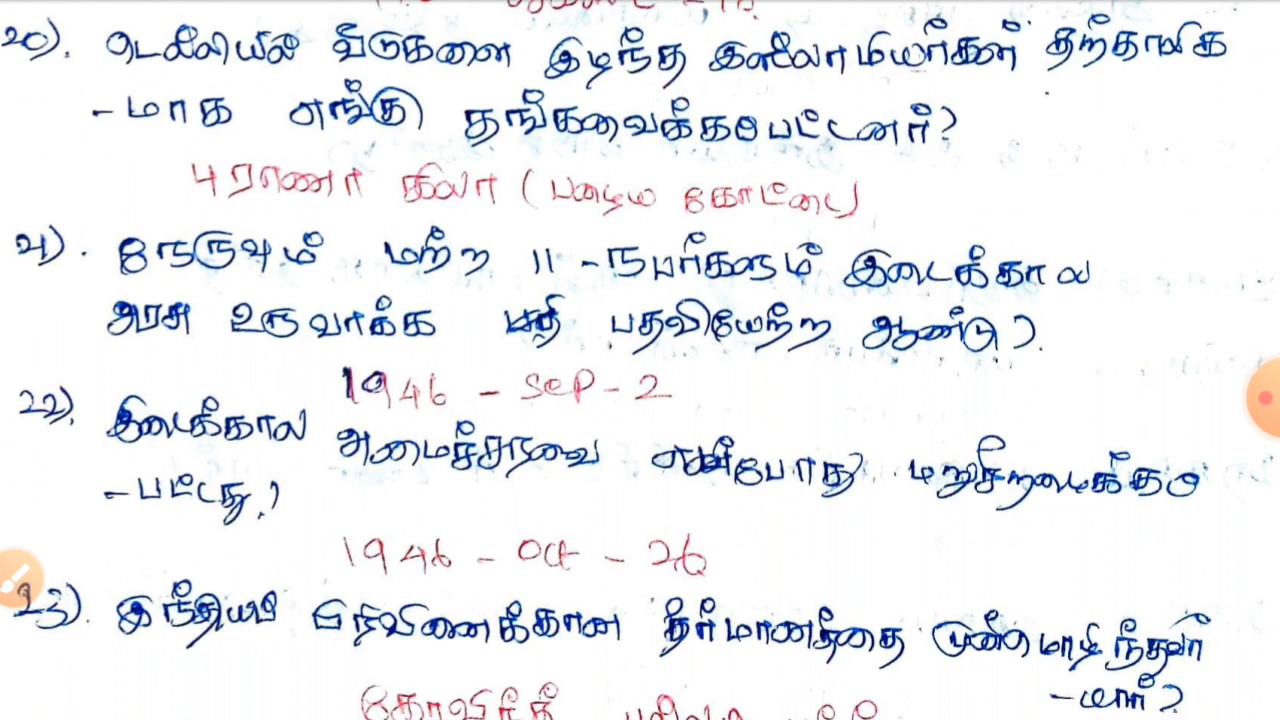 20). டெல்லியில் வீடுகளை இழந்த இஸ்லாமியர்கள் தற்காலிக
-மாக எங்கு தங்கவைக்கப்பட்டனர்?
புராணா கிலா (பழைய கோட்டை)
21). நேருவும் மற்ற 11 -நபர்களும் இடைக்கால
அரசு உருவாக்க பதவியேற்ற ஆண்டு?
1946 - Sep - 2
22). இடைக்கால அமைச்சரவை எப்போது மறுசீரமைக்கப்
-பட்டது?
1946 - Oct - 26
23). இந்தியப் பிரிவினைக்கான தீர்மானத்தை முன்மொழிந்தவர்
-யார்?
கோவிந்த்